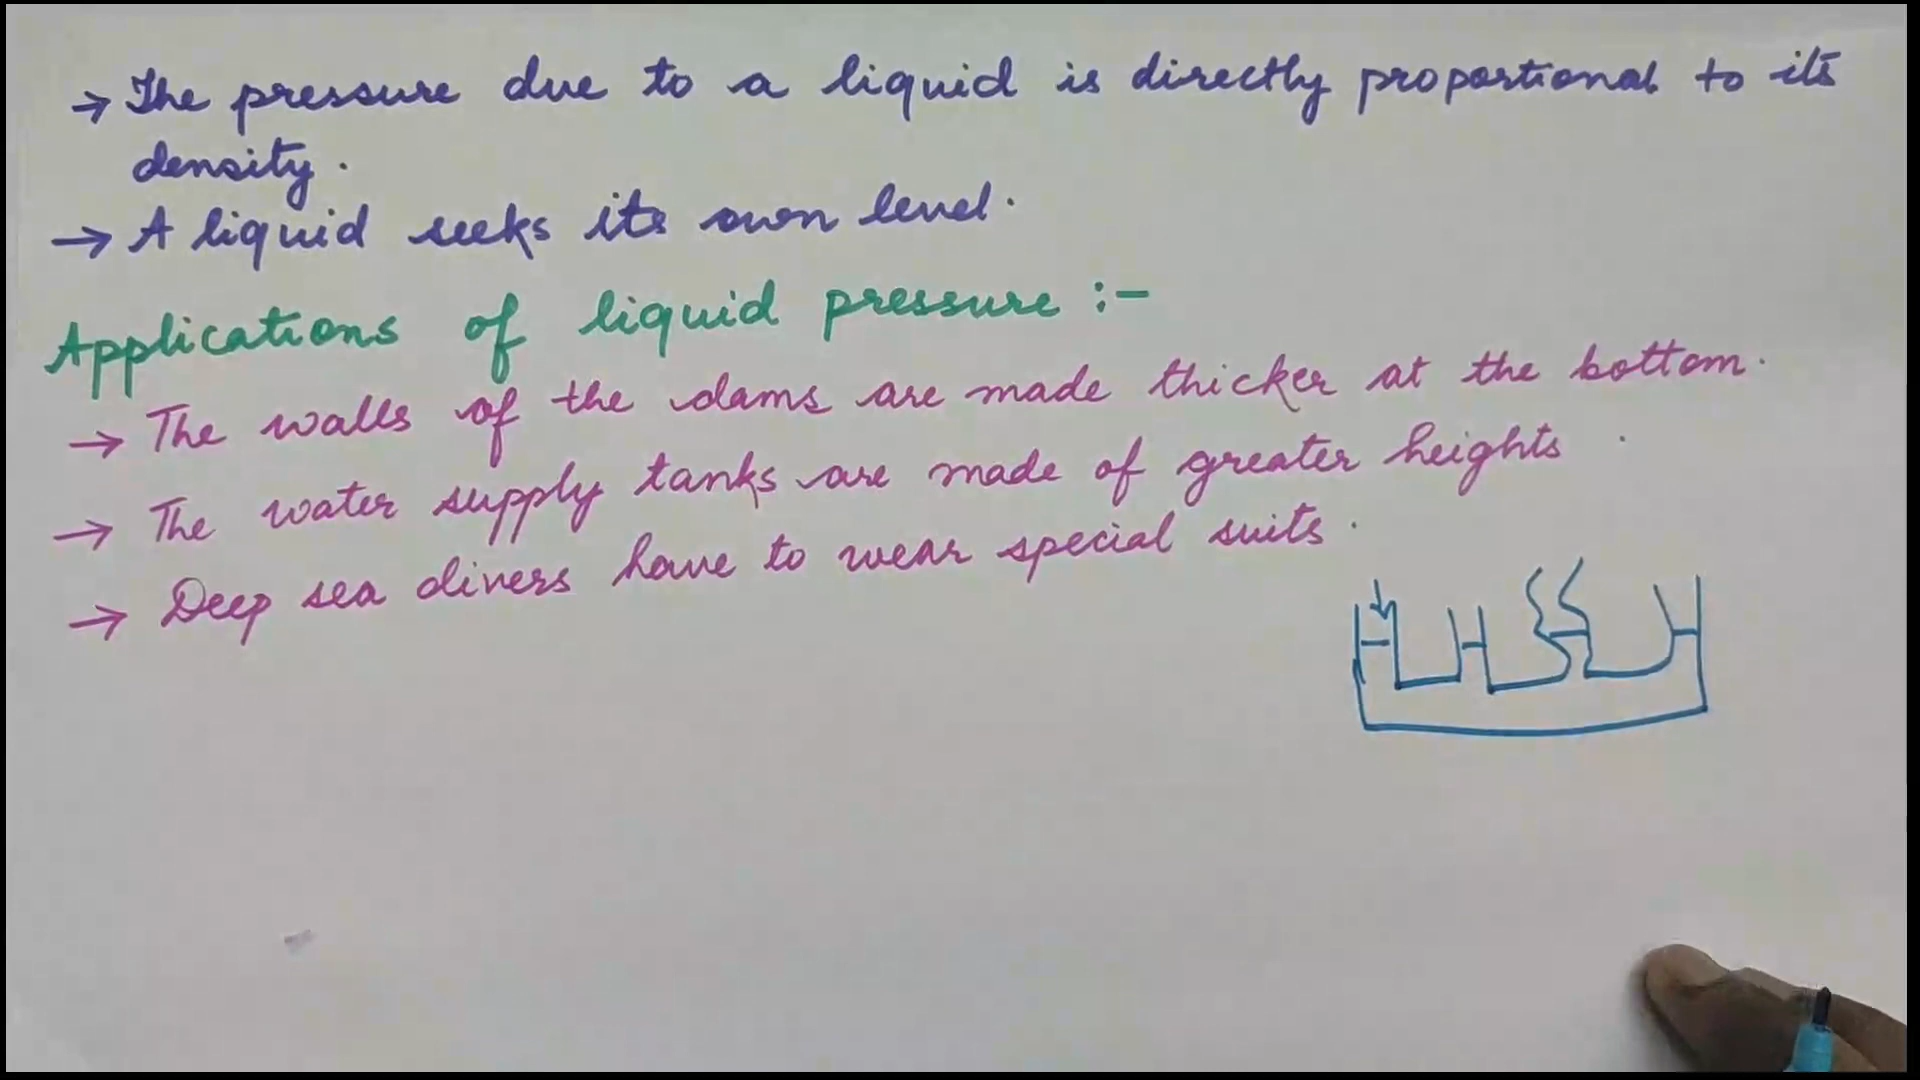 → The pressure due to a liquid is directly proportional to its
density.
→ A liquid seeks its own level.
Applications of liquid pressure :-
→ The walls of the dams are made thicker at the bottom.
→ The water supply tanks are made of greater heights.
→ Deep sea divers have to wear special suits.